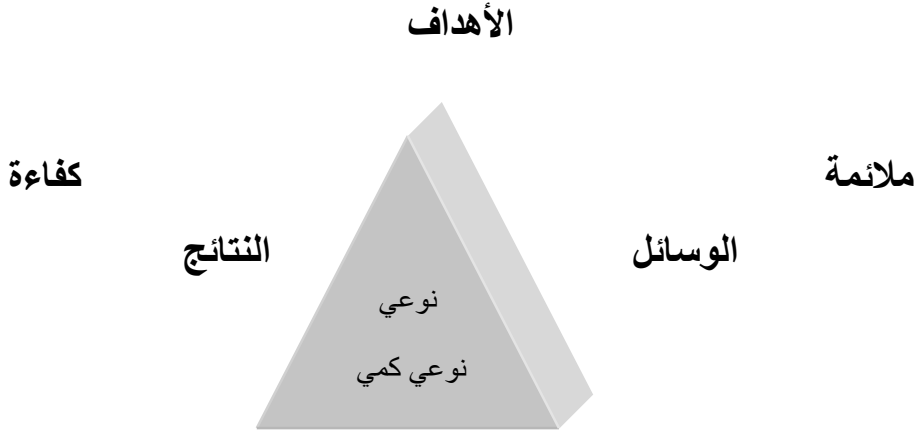 الأهداف
ملائمة
كفاءة
الوسائل
النتائج
نوعي
نوعي كمي